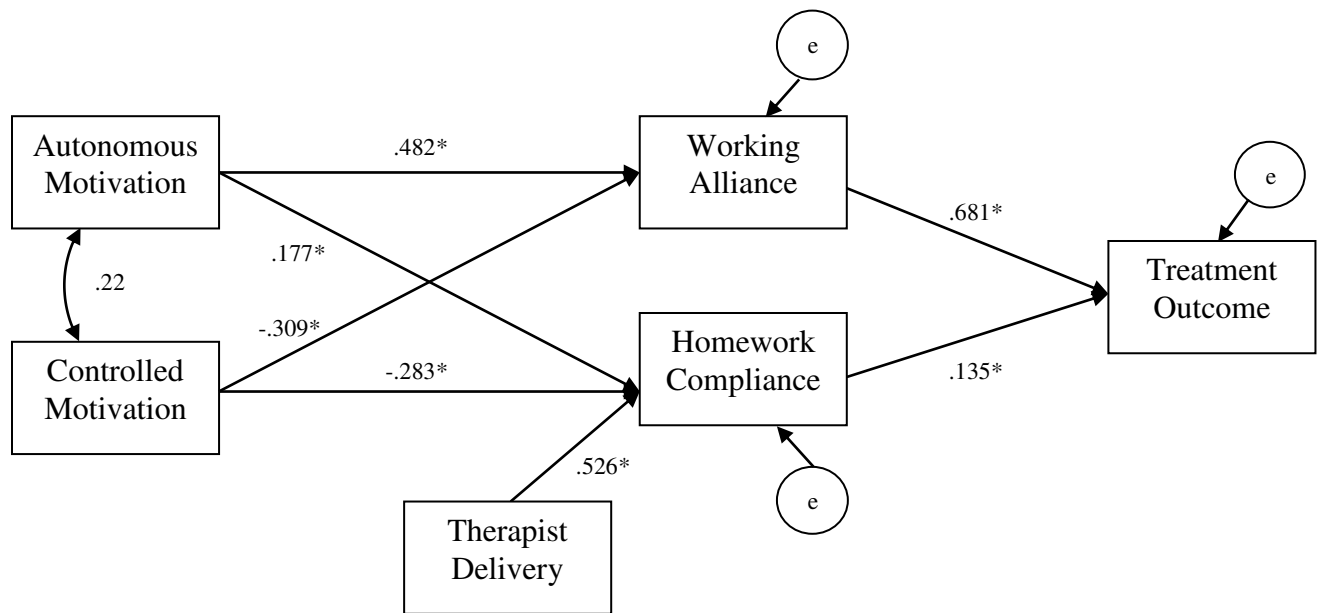 e
Autonomous
Motivation
.482*
Working
Alliance
e
.681*
.177*
.22
Treatment
Outcome
-.309*
Controlled
Motivation
-.283*
Homework
Compliance
.135*
.526*
e
Therapist
Delivery